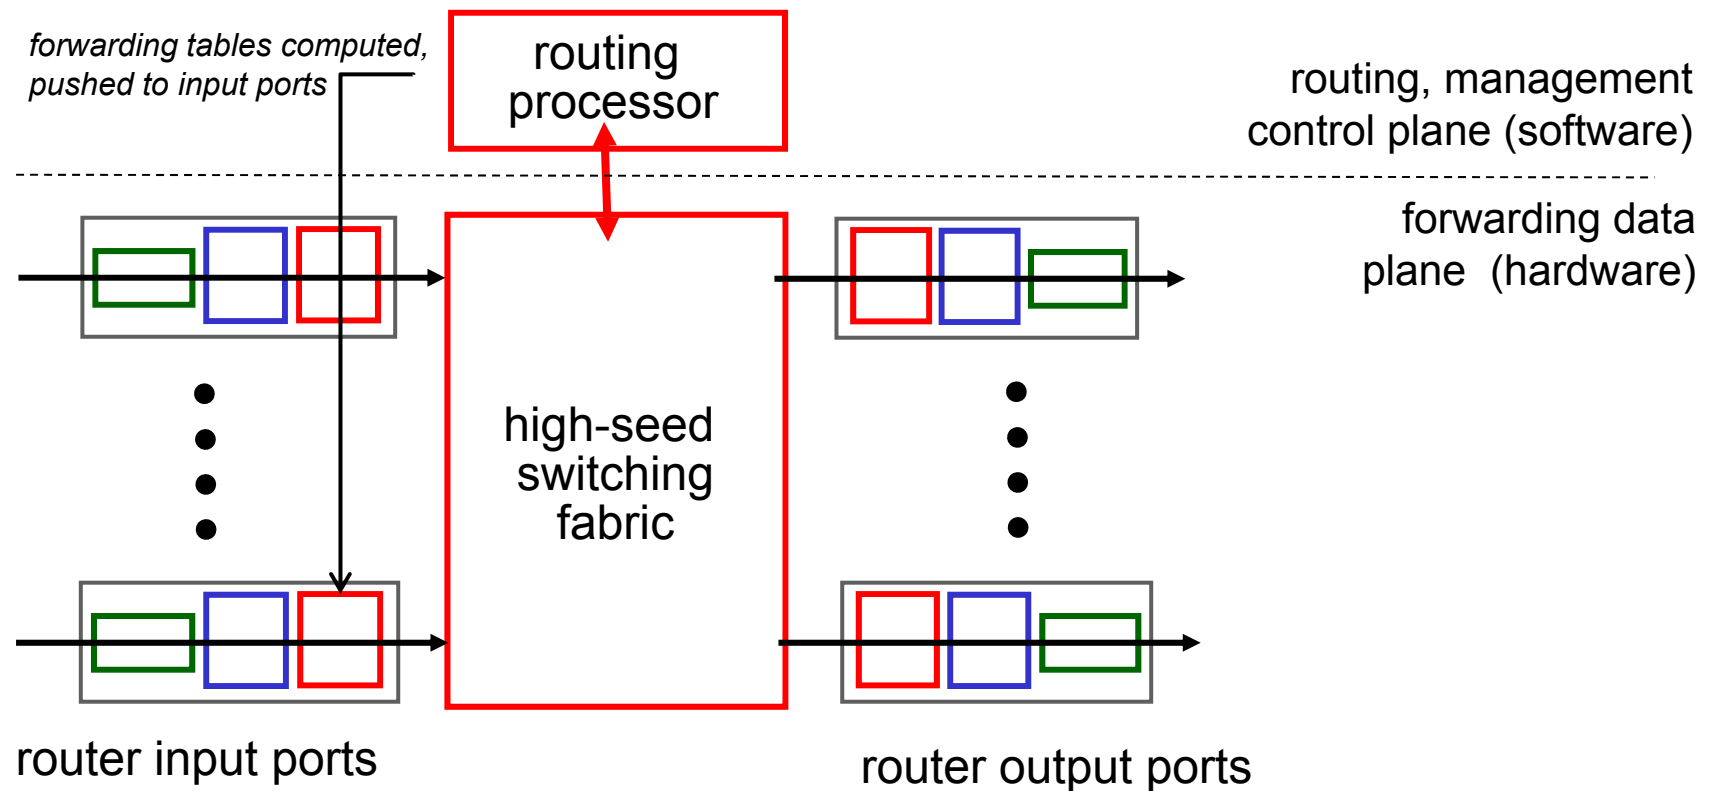 forwarding tables computed,
pushed to input ports
routing
processor
routing, management
control plane (software)
forwarding data
plane (hardware)
high-seed
switching
fabric
router input ports
router output ports